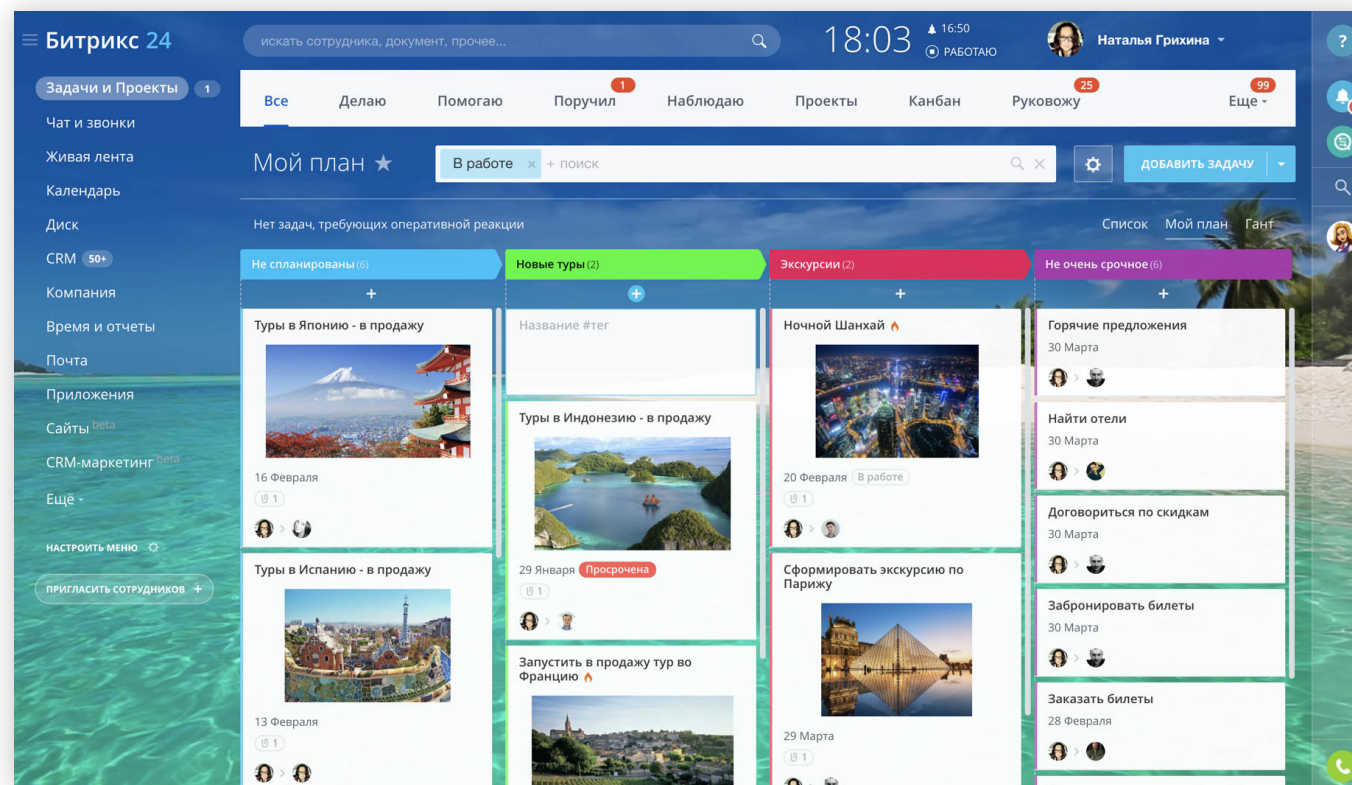 Битрикс 24
искать сотрудника, документ, прочее...
18:03
16:50
РАБОТАЮ
Наталья Грихина
?
Задачи и Проекты 1
Чат и звонки
Живая лента
Календарь
Диск
CRM 50+
Компания
Время и отчеты
Почта
Приложения
Сайты beta
CRM-маркетинг beta
Ещё
НАСТРОИТЬ МЕНЮ
ПРИГЛАСИТЬ СОТРУДНИКОВ +
Все Делаю Помогаю Поручил 1 Наблюдаю Проекты Канбан Руковожу 25 Еще 99
Мой план
В работе × + поиск
ДОБАВИТЬ ЗАДАЧУ
Нет задач, требующих оперативной реакции
Список Мой план Гант
Не спланированы (6)
+
Туры в Японию - в продажу
16 Февраля
1
Туры в Испанию - в продажу
13 Февраля
1
Новые туры (2)
+
Название #тег
Туры в Индонезию - в продажу
29 Января Просрочена
1
Запустить в продажу тур во
Францию
Экскурсии (2)
+
Ночной Шанхай
20 Февраля В работе
1
Сформировать экскурсию по
Парижу
29 Марта
1
Не очень срочное (6)
+
Горячие предложения
30 Марта
Найти отели
30 Марта
Договориться по скидкам
30 Марта
Забронировать билеты
30 Марта
Заказать билеты
28 Февраля